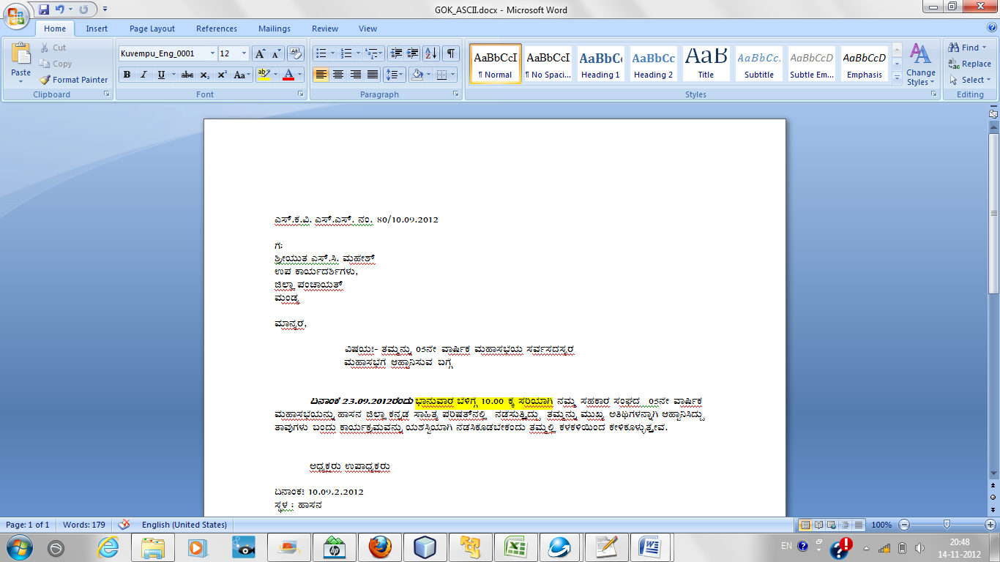 GOK_ASCII.docx - Microsoft Word
Home Insert Page Layout References Mailings Review View
Paste Cut Copy Format Painter
Kuvempu_Eng_0001 12
AaBbCcI AaBbCcI AaBbC AaBbCc AaB AaBbCc. AaBbCcD AaBbCcD
¶ Normal ¶ No Spaci... Heading 1 Heading 2 Title Subtitle Subtle Em... Emphasis
Change Styles
Find Replace Select
Clipboard Font Paragraph Styles Editing
ಎಸ್.ಕೆ.ವಿ. ಎಸ್.ಎಸ್. ನಂ. 80/10.09.2012
ಗೆ:
ಶ್ರೀಯುತ ಎಸ್.ಸಿ. ಮಹೇಶ್
ಉಪ ಕಾರ್ಯದರ್ಶಿಗಳು,
ಜಿಲ್ಲಾ ಪಂಚಾಯತ್
ಮಂಡ್ಯ
ಮಾನ್ಯರೆ,
ವಿಷಯ:- ತಮ್ಮನ್ನು 05ನೇ ವಾರ್ಷಿಕ ಮಹಾಸಭೆಯ ಸರ್ವಸದಸ್ಯರ
ಮಹಾಸಭೆಗೆ ಆಹ್ವಾನಿಸುವ ಬಗ್ಗೆ
ದಿನಾಂಕ 23.09.2012ರಂದು ಭಾನುವಾರ ಬೆಳಿಗ್ಗೆ 10.00 ಕ್ಕೆ ಸರಿಯಾಗಿ ನಮ್ಮ ಸಹಕಾರ ಸಂಘದ 05ನೇ ವಾರ್ಷಿಕ
ಮಹಾಸಭೆಯನ್ನು ಹಾಸನ ಜಿಲ್ಲಾ ಕನ್ನಡ ಸಾಹಿತ್ಯ ಪರಿಷತ್‌ನಲ್ಲಿ ನಡೆಸುತ್ತಿದ್ದು ತಮ್ಮನ್ನು ಮುಖ್ಯ ಅತಿಥಿಗಳನ್ನಾಗಿ ಆಹ್ವಾನಿಸಿದ್ದು
ತಾವುಗಳು ಬಂದು ಕಾರ್ಯಕ್ರಮವನ್ನು ಯಶಸ್ವಿಯಾಗಿ ನಡೆಸಿಕೊಡಬೇಕೆಂದು ತಮ್ಮಲ್ಲಿ ಕಳಕಳಿಯಿಂದ ಕೇಳಿಕೊಳ್ಳುತ್ತೇವೆ.
ಅಧ್ಯಕ್ಷರು ಉಪಾಧ್ಯಕ್ಷರು
ದಿನಾಂಕ: 10.09.2.2012
ಸ್ಥಳ : ಹಾಸನ
Page: 1 of 1 Words: 179 English (United States) 100%
EN 20:48
14-11-2012